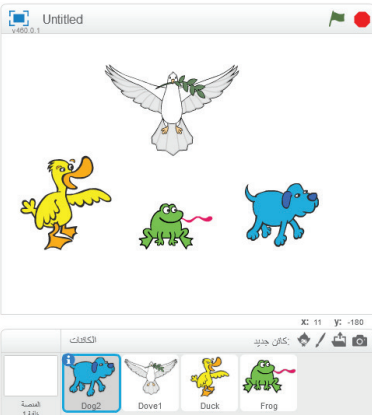 Untitled
v460.0.1
x: 11 y: -180
الكائنات
كائن جديد:
المنصة
Dog2
Dove1
Duck
Frog